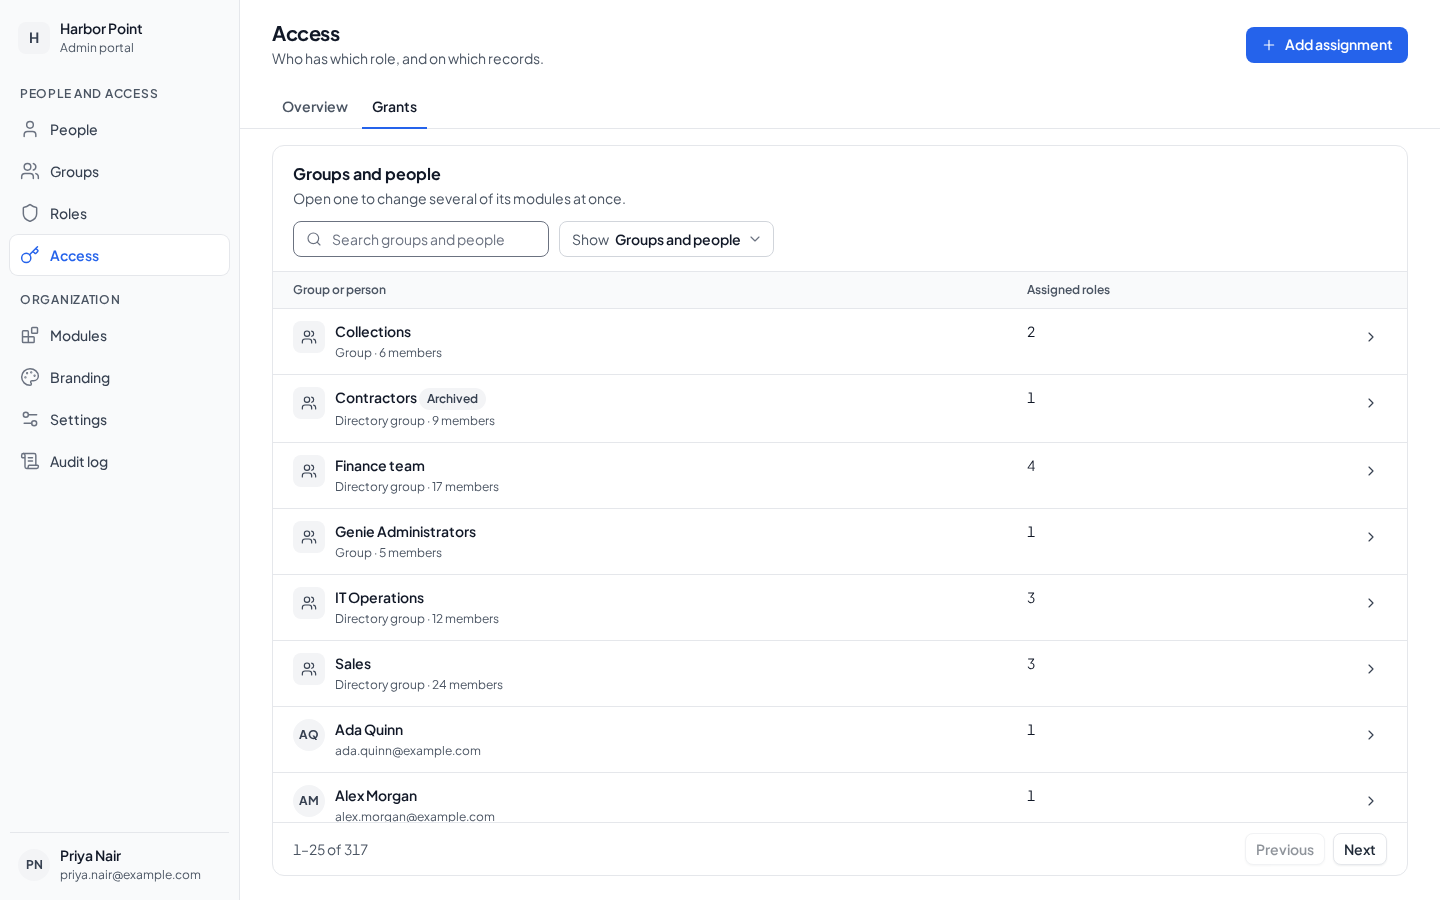 H
Harbor Point
Admin portal
PEOPLE AND ACCESS
People
Groups
Roles
Access
ORGANIZATION
Modules
Branding
Settings
Audit log
PN
Priya Nair
priya.nair@example.com
Access
Who has which role, and on which records.
Add assignment
Overview
Grants
Groups and people
Open one to change several of its modules at once.
Search groups and people
Show Groups and people
Group or person
Assigned roles
Collections
Group · 6 members
2
Contractors Archived
Directory group · 9 members
1
Finance team
Directory group · 17 members
4
Genie Administrators
Group · 5 members
1
IT Operations
Directory group · 12 members
3
Sales
Directory group · 24 members
3
AQ
Ada Quinn
ada.quinn@example.com
1
AM
Alex Morgan
alex.morgan@example.com
1
1–25 of 317
Previous
Next